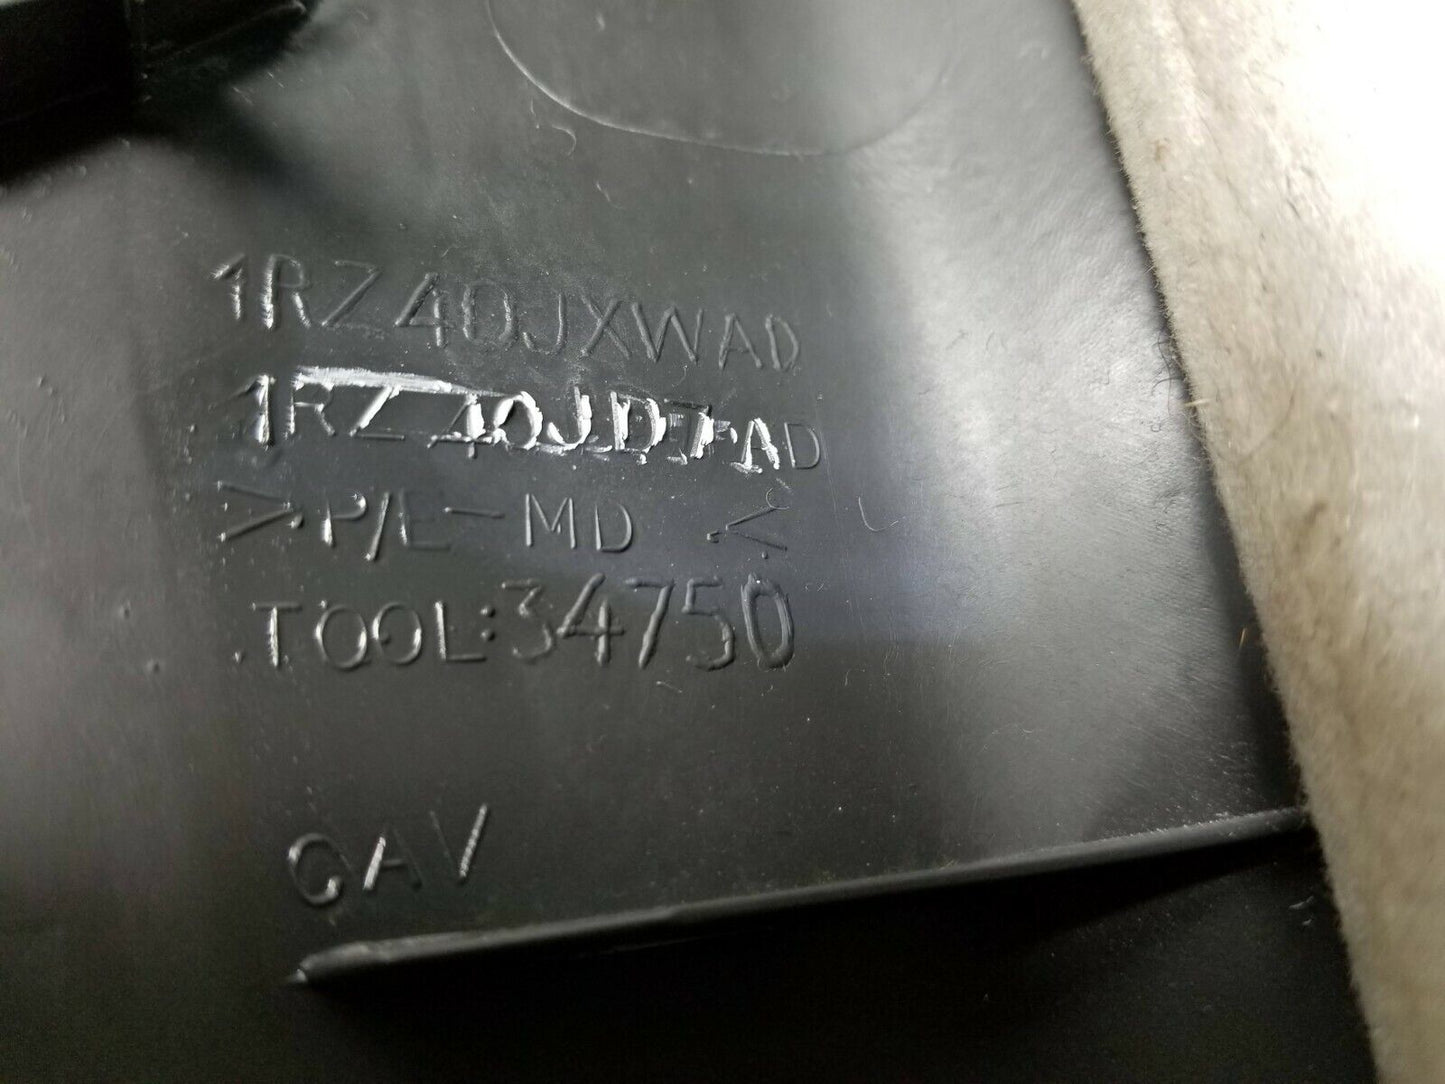 1RZ40JXWAD
1RZ40JD7AD
>P/E-MD<
TOOL:34750
CAV